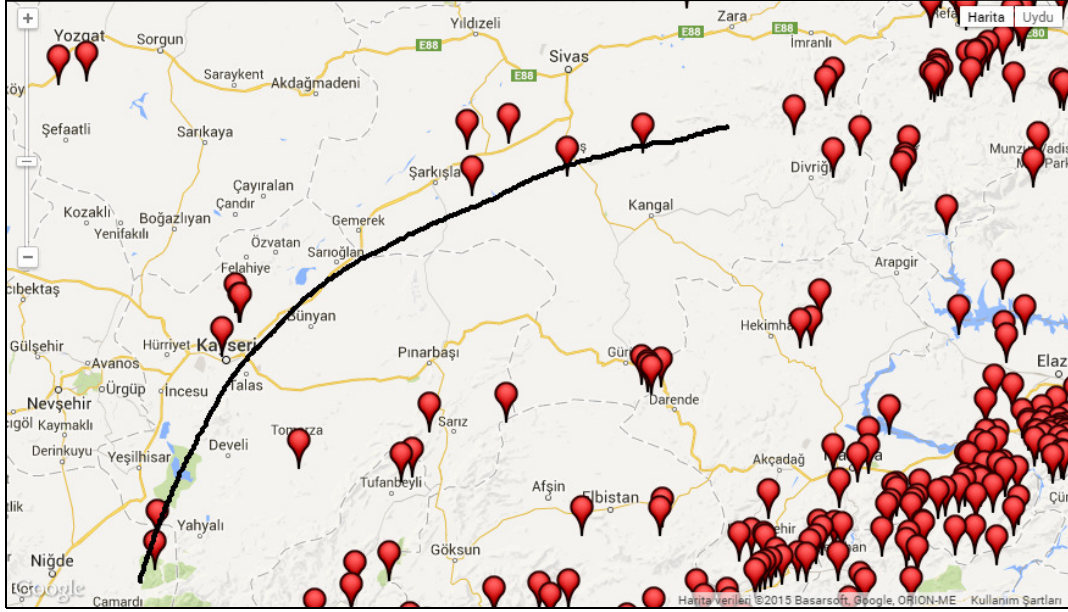 Yozgat
Sorgun
Yıldızeli
Zara
Harita
Uydu
E88
E88
E88
E80
İmranlı
Sivas
Saraykent
Akdağmadeni
Şefaatli
Sarıkaya
Divriği
Şarkışla
Çayıralan
Çandır
Kozaklı
Yenifakılı
Boğazlıyan
Gemerek
Kangal
Özvatan
Sarıoğlan
Felahiye
Arapgir
Bünyan
Gülşehir
Hürriyet
Kayseri
Pınarbaşı
Avanos
Ürgüp
İncesu
Talas
Nevşehir
Darende
Kaymaklı
Sarız
Develi
Derinkuyu
Yeşilhisar
Akçadağ
Tufanbeyli
Afşin
Elbistan
Yahyalı
Göksun
Niğde
Çamardı
Google
Harita verileri ©2015 Basarsoft, Google, ORION-ME
Kullanım Şartları